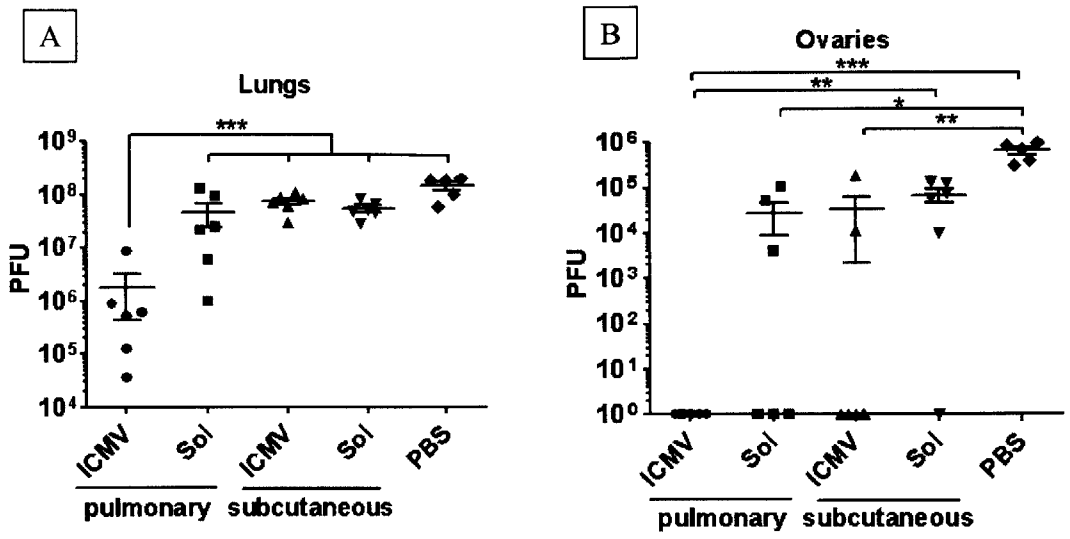 A
Lungs
***
PFU
10⁹
10⁸
10⁷
10⁶
10⁵
10⁴
ICMV
Sol
ICMV
Sol
PBS
pulmonary
subcutaneous
B
Ovaries
***
**
*
**
PFU
10⁶
10⁵
10⁴
10³
10²
10¹
10⁰
ICMV
Sol
ICMV
Sol
PBS
pulmonary
subcutaneous